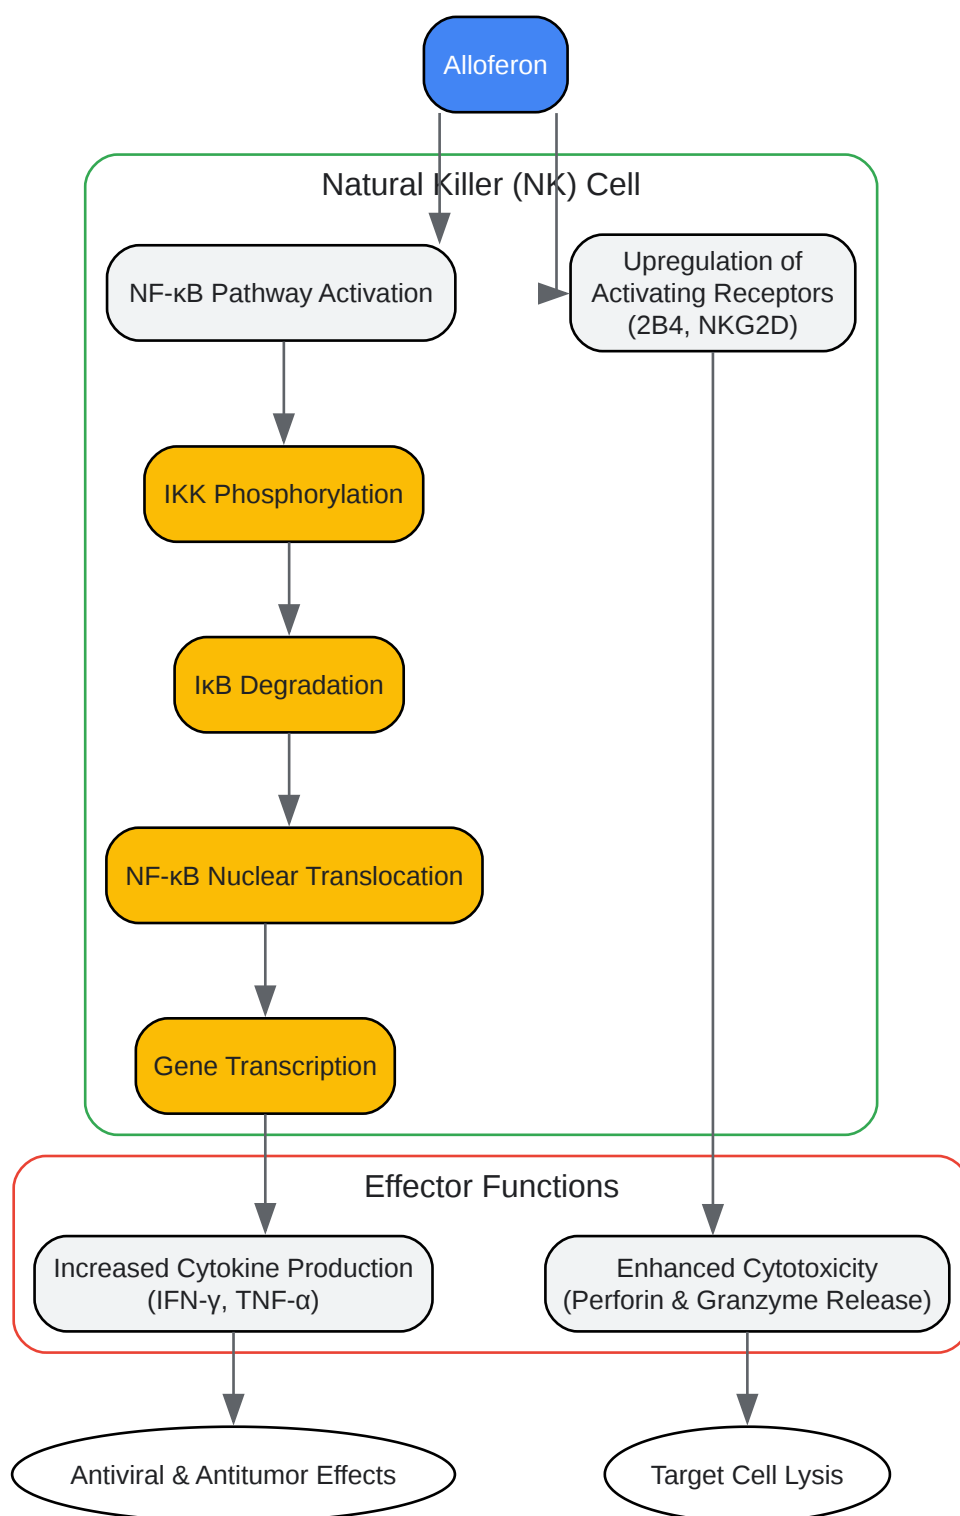 Alloferon
Natural Killer (NK) Cell
NF-κB Pathway Activation
Upregulation of
Activating Receptors
(2B4, NKG2D)
IKK Phosphorylation
IκB Degradation
NF-κB Nuclear Translocation
Gene Transcription
Effector Functions
Increased Cytokine Production
(IFN-γ, TNF-α)
Enhanced Cytotoxicity
(Perforin & Granzyme Release)
Antiviral & Antitumor Effects
Target Cell Lysis